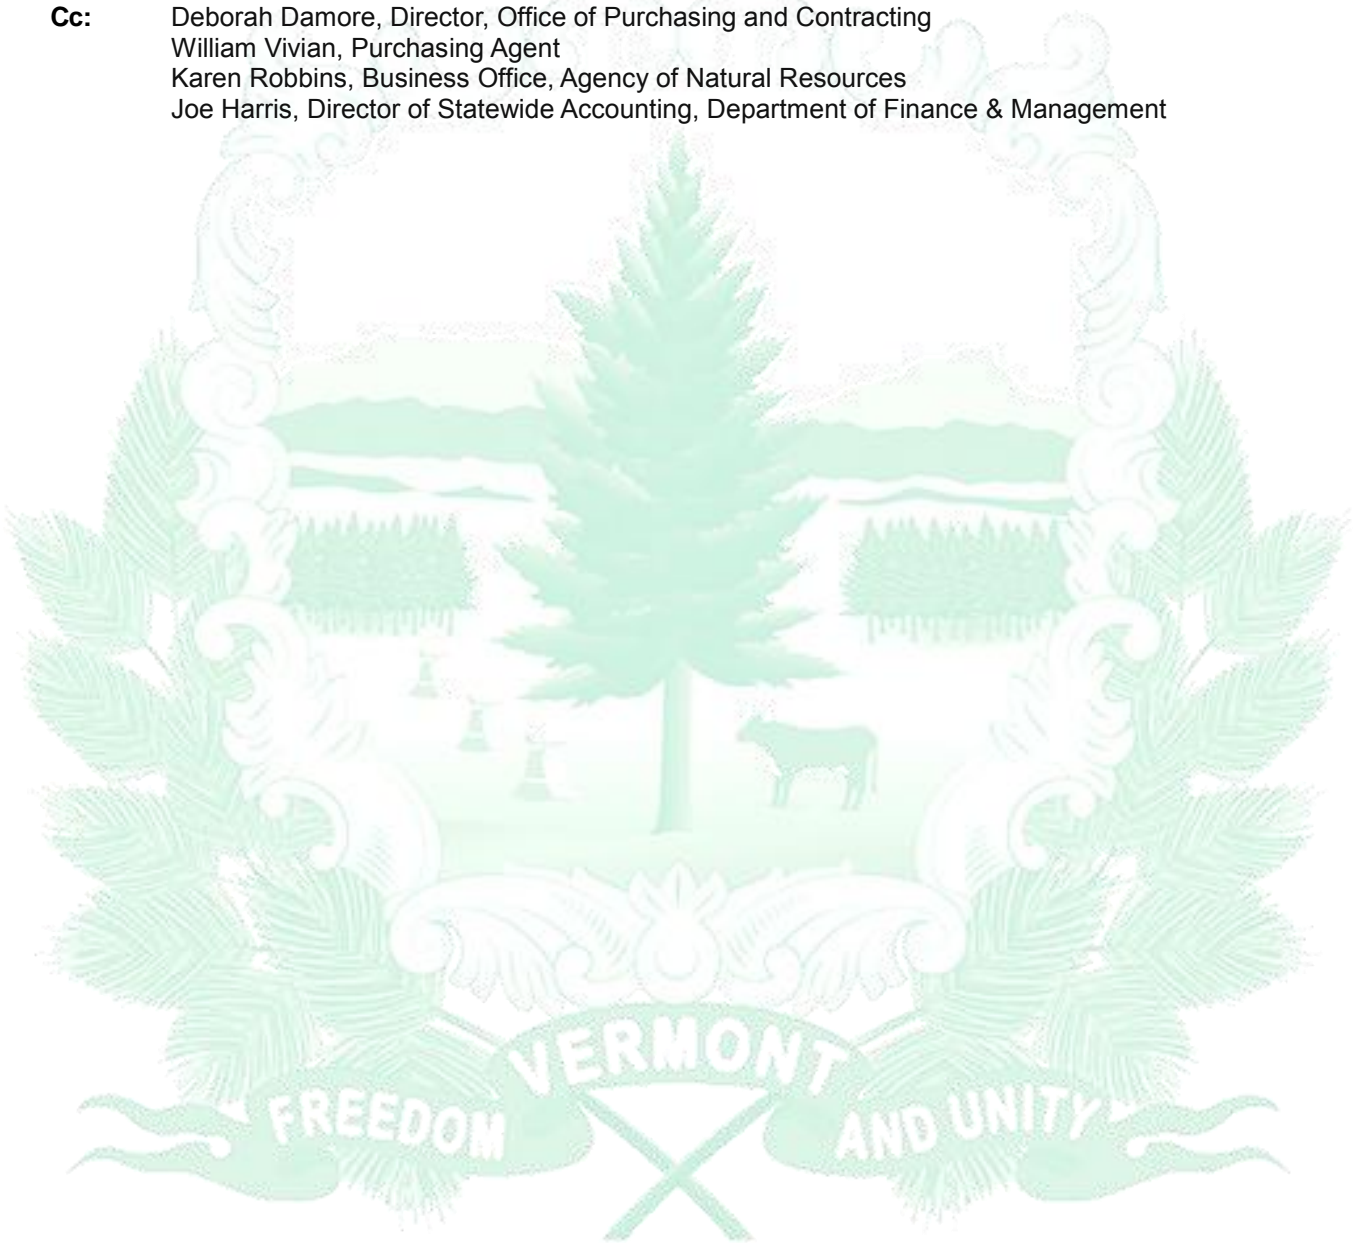 Cc: Deborah Damore, Director, Office of Purchasing and Contracting
William Vivian, Purchasing Agent
Karen Robbins, Business Office, Agency of Natural Resources
Joe Harris, Director of Statewide Accounting, Department of Finance & Management
VERMONT
FREEDOM AND UNITY